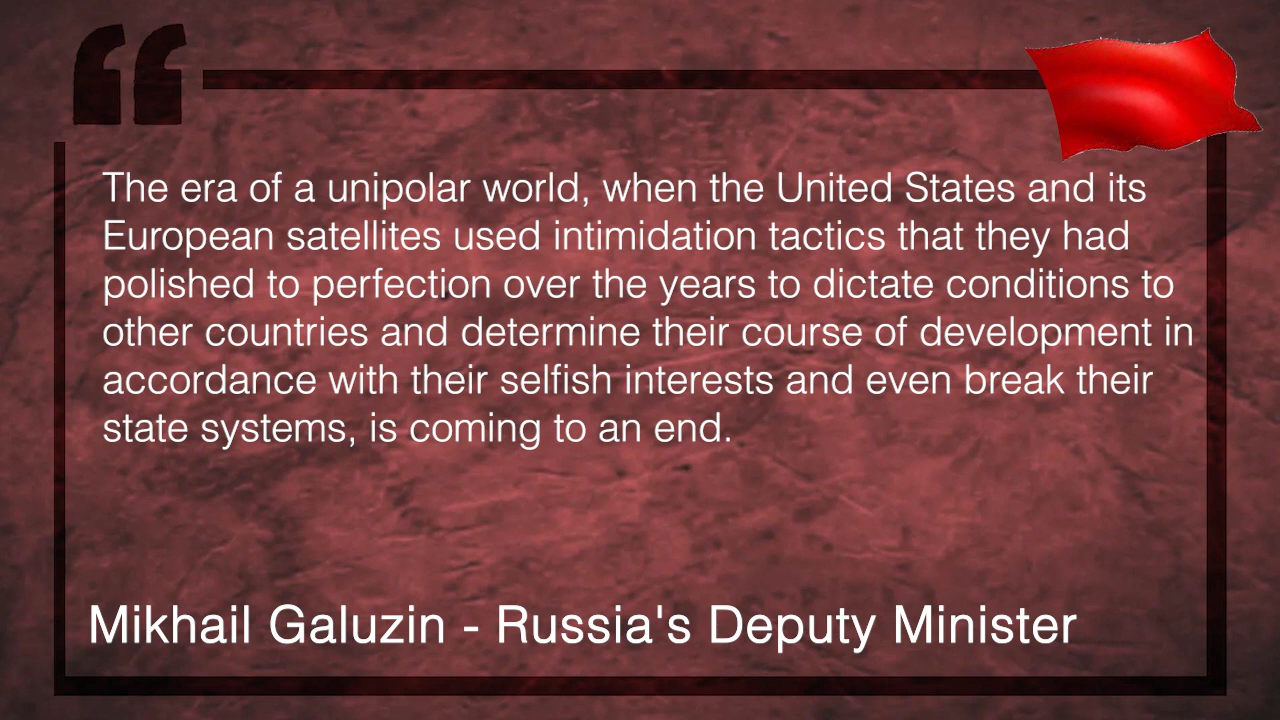 The era of a unipolar world, when the United States and its
European satellites used intimidation tactics that they had
polished to perfection over the years to dictate conditions to
other countries and determine their course of development in
accordance with their selfish interests and even break their
state systems, is coming to an end.
Mikhail Galuzin - Russia's Deputy Minister